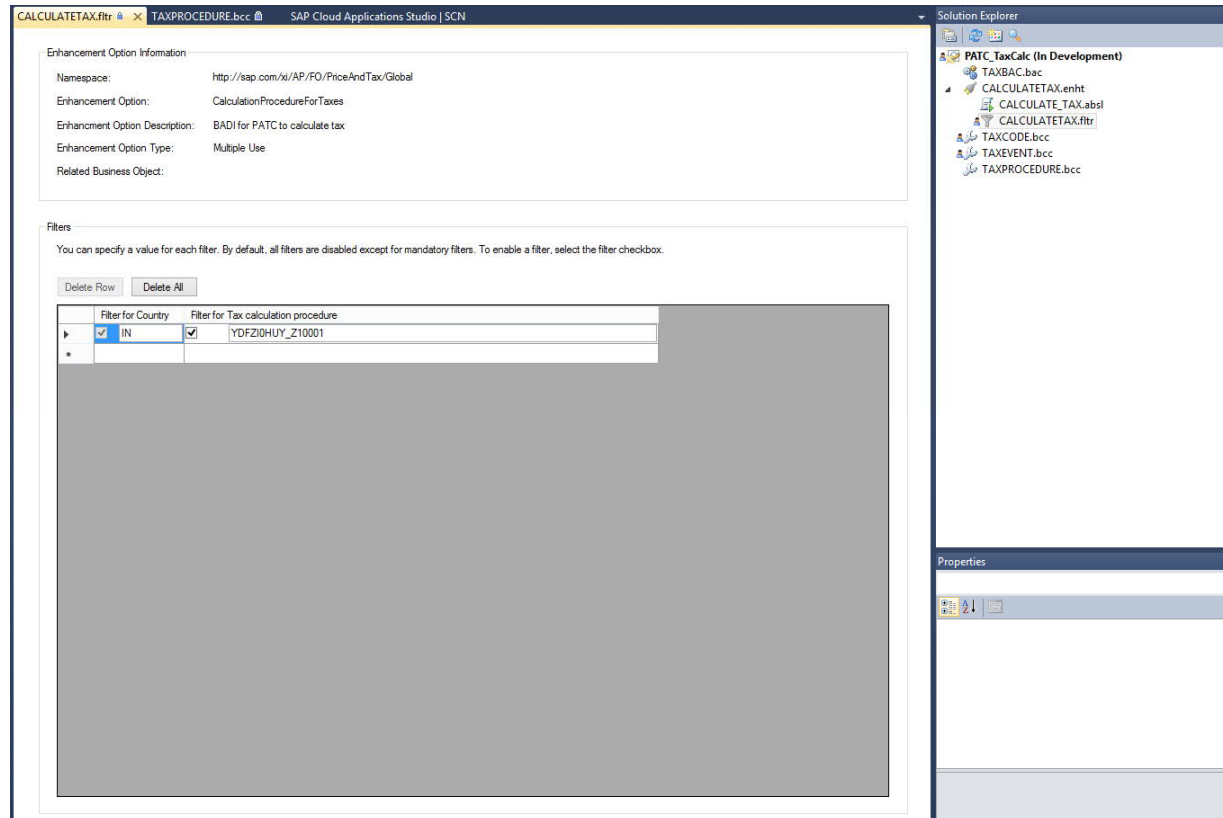 CALCULATETAX.fltr TAXPROCEDURE.bcc SAP Cloud Applications Studio | SCN
Enhancement Option Information
Namespace: http://sap.com/xi/AP/FO/PriceAndTax/Global
Enhancement Option: CalculationProcedureForTaxes
Enhancment Option Description: BADI for PATC to calculate tax
Enhancement Option Type: Multiple Use
Related Business Object:
Filters
You can specify a value for each filter. By default, all filters are disabled except for mandatory filters. To enable a filter, select the filter checkbox.
Delete Row Delete All
Filter for Country Filter for Tax calculation procedure
IN YDFZI0HUY_Z10001
*
Solution Explorer
PATC_TaxCalc (In Development)
TAXBAC.bac
CALCULATETAX.enht
CALCULATE_TAX.absl
CALCULATETAX.fltr
TAXCODE.bcc
TAXEVENT.bcc
TAXPROCEDURE.bcc
Properties